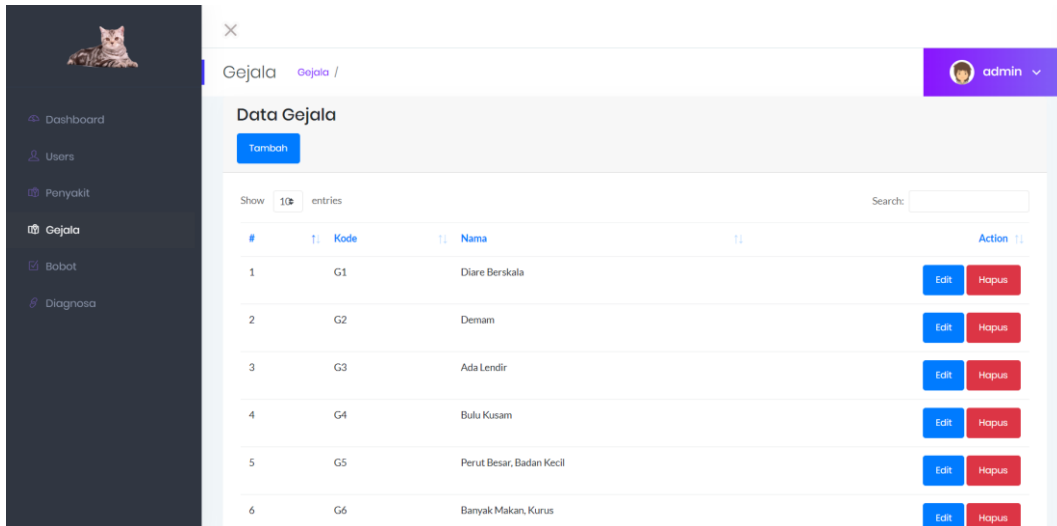 Dashboard
Users
Penyakit
Gejala
Bobot
Diagnosa
Gejala Gejala /
admin
Data Gejala
Tambah
Show 10 entries
Search:
# Kode Nama Action
1 G1 Diare Berskala Edit Hapus
2 G2 Demam Edit Hapus
3 G3 Ada Lendir Edit Hapus
4 G4 Bulu Kusam Edit Hapus
5 G5 Perut Besar, Badan Kecil Edit Hapus
6 G6 Banyak Makan, Kurus Edit Hapus